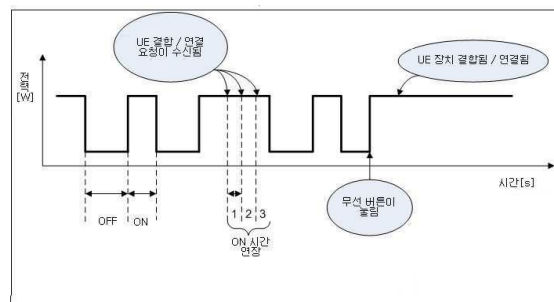 UE 결합 / 연결
요청이 수신됨
UE 장치 결합됨 / 연결됨
전
력
[W]
시간[s]
OFF
ON
1 2 3
ON 시간
연장
무선 버튼이
눌림